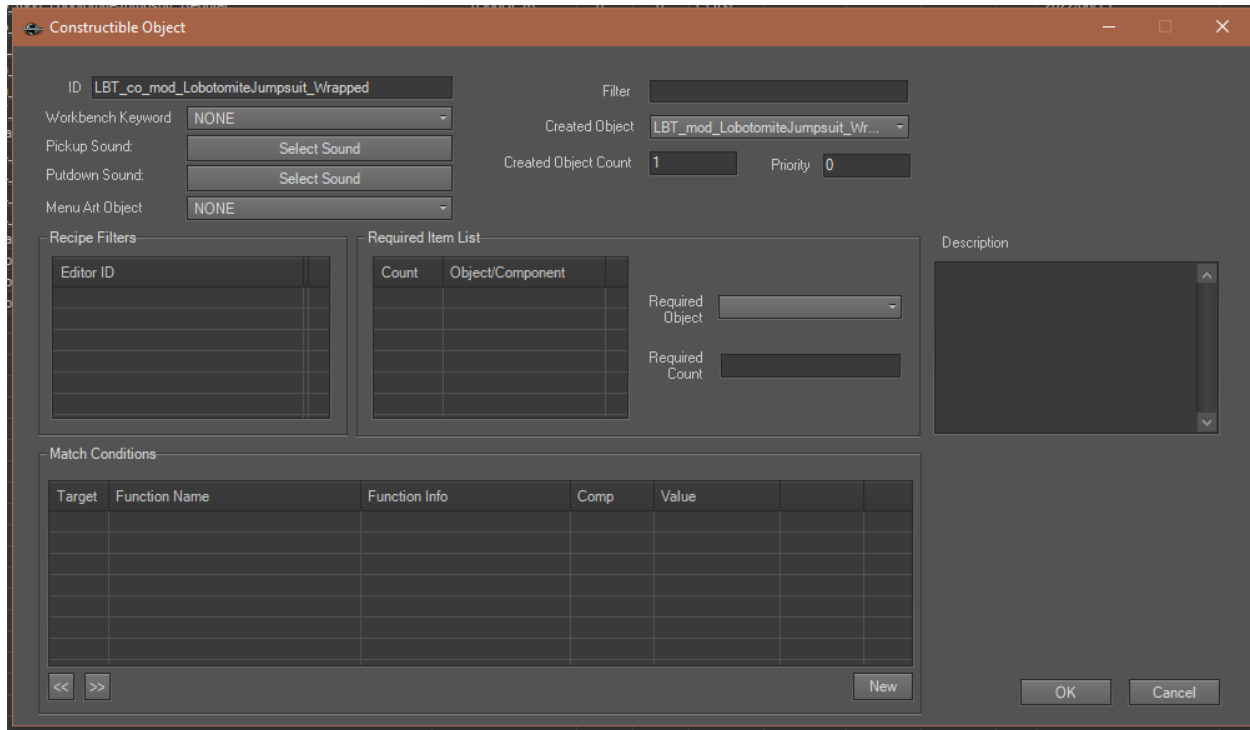 Constructible Object
ID LBT_co_mod_LobotomiteJumpsuit_Wrapped
Filter
Workbench Keyword NONE
Created Object LBT_mod_LobotomiteJumpsuit_Wr...
Pickup Sound: Select Sound
Created Object Count 1 Priority 0
Putdown Sound: Select Sound
Menu Art Object NONE
Recipe Filters
Required Item List
Description
Editor ID
Count Object/Component
Required
Object
Required
Count
Match Conditions
Target Function Name Function Info Comp Value
<< >> New
OK Cancel